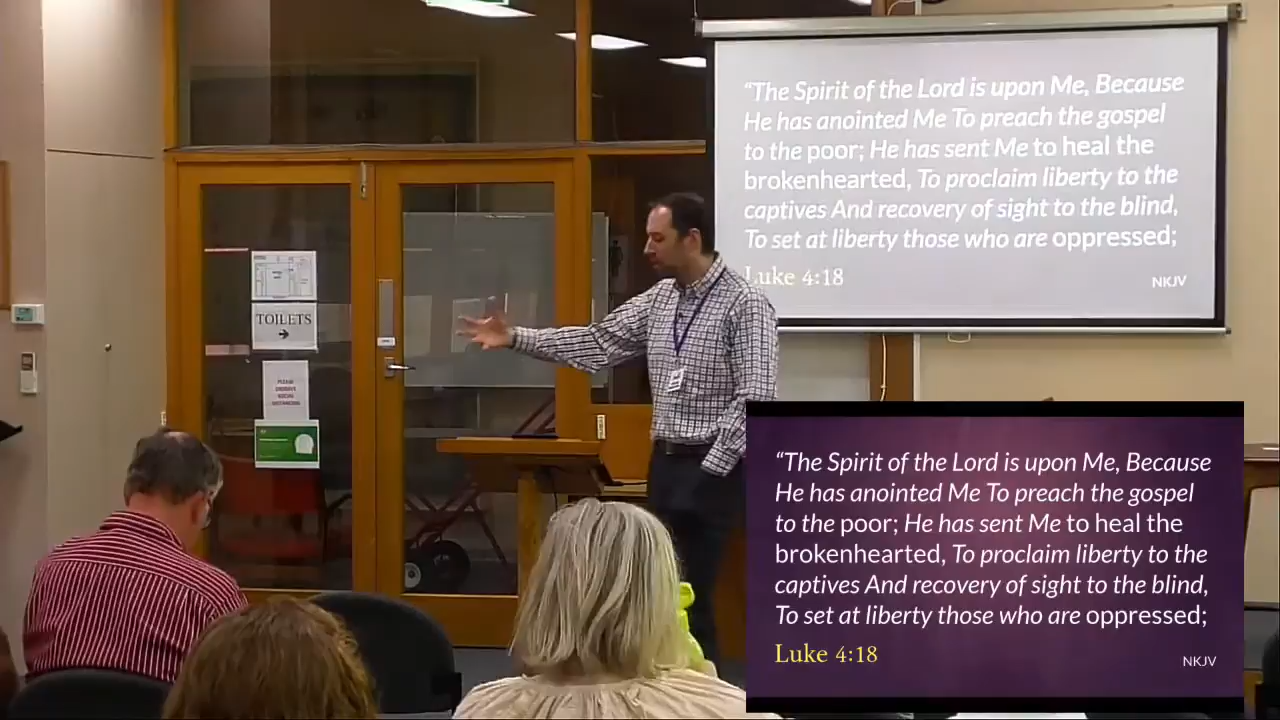 “The Spirit of the Lord is upon Me, Because
He has anointed Me To preach the gospel
to the poor; He has sent Me to heal the
brokenhearted, To proclaim liberty to the
captives And recovery of sight to the blind,
To set at liberty those who are oppressed;
Luke 4:18
NKJV
TOILETS
PLEASE
OBSERVE
SOCIAL
DISTANCING
“The Spirit of the Lord is upon Me, Because
He has anointed Me To preach the gospel
to the poor; He has sent Me to heal the
brokenhearted, To proclaim liberty to the
captives And recovery of sight to the blind,
To set at liberty those who are oppressed;
Luke 4:18
NKJV